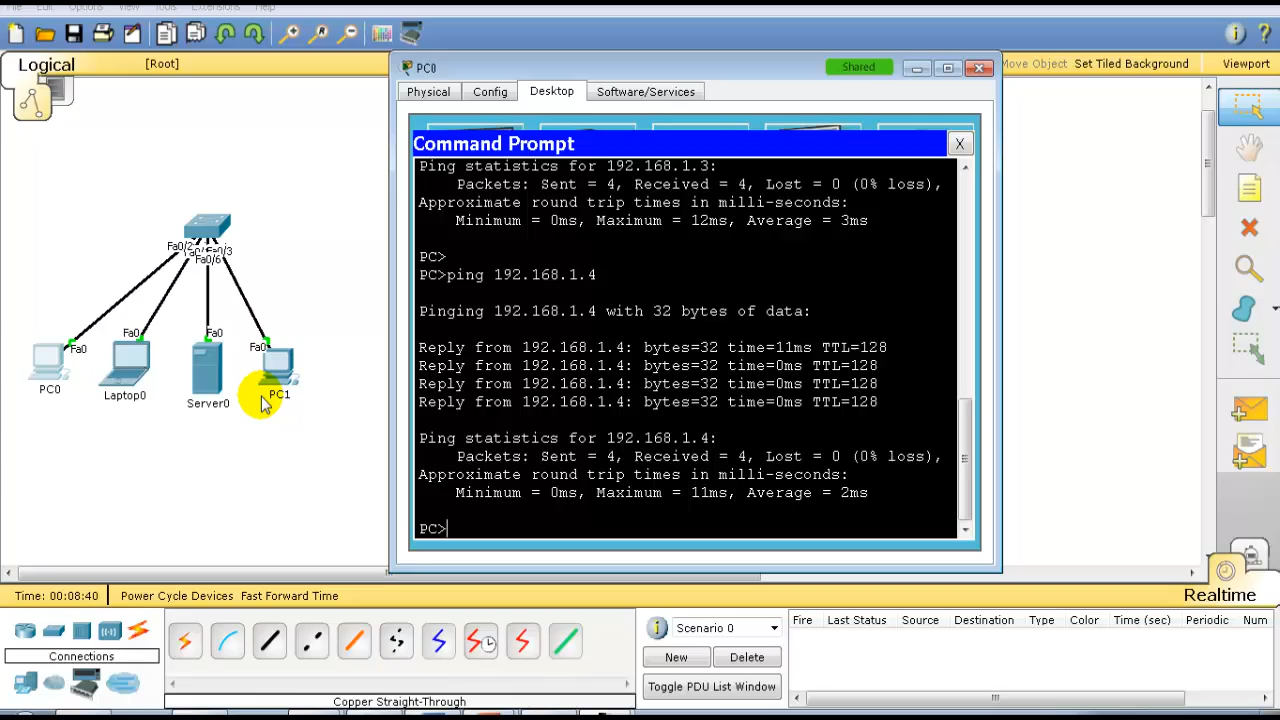 File Edit Options View Tools Extensions Help
Logical
[Root]
Move Object
Set Tiled Background
Viewport
PC0
Shared
Physical
Config
Desktop
Software/Services
Command Prompt
X
Ping statistics for 192.168.1.3:
Packets: Sent = 4, Received = 4, Lost = 0 (0% loss),
Approximate round trip times in milli-seconds:
Minimum = 0ms, Maximum = 12ms, Average = 3ms
PC>
PC>ping 192.168.1.4
Pinging 192.168.1.4 with 32 bytes of data:
Reply from 192.168.1.4: bytes=32 time=11ms TTL=128
Reply from 192.168.1.4: bytes=32 time=0ms TTL=128
Reply from 192.168.1.4: bytes=32 time=0ms TTL=128
Reply from 192.168.1.4: bytes=32 time=0ms TTL=128
Ping statistics for 192.168.1.4:
Packets: Sent = 4, Received = 4, Lost = 0 (0% loss),
Approximate round trip times in milli-seconds:
Minimum = 0ms, Maximum = 11ms, Average = 2ms
PC>
Fa0/2
Fa0/6
Fa0
Fa0
Fa0
Fa0
PC0
Laptop0
Server0
PC1
Time: 00:08:40
Power Cycle Devices
Fast Forward Time
Realtime
Connections
Copper Straight-Through
Scenario 0
New
Delete
Toggle PDU List Window
Fire
Last Status
Source
Destination
Type
Color
Time (sec)
Periodic
Num